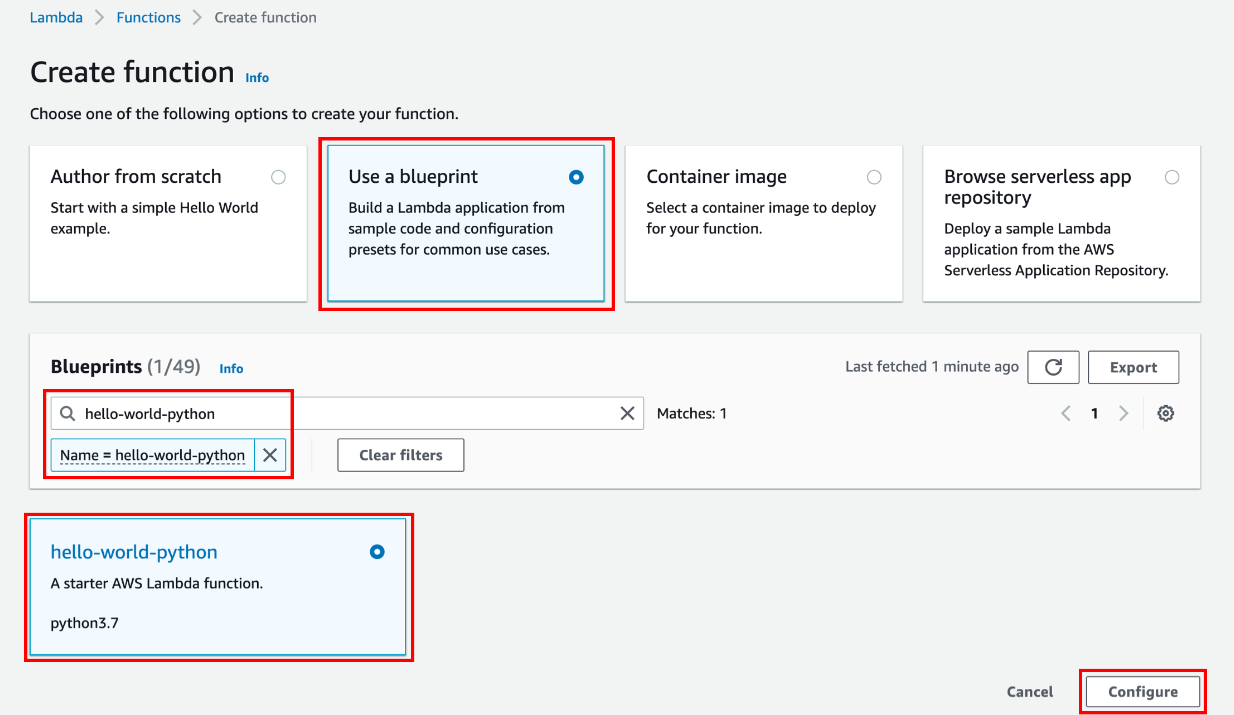 Lambda > Functions > Create function
Create function Info
Choose one of the following options to create your function.
Author from scratch
Start with a simple Hello World
example.
Use a blueprint
Build a Lambda application from
sample code and configuration
presets for common use cases.
Container image
Select a container image to deploy
for your function.
Browse serverless app
repository
Deploy a sample Lambda
application from the AWS
Serverless Application Repository.
Blueprints (1/49) Info
Last fetched 1 minute ago
Export
hello-world-python
Matches: 1
1
Name = hello-world-python
Clear filters
hello-world-python
A starter AWS Lambda function.
python3.7
Cancel
Configure